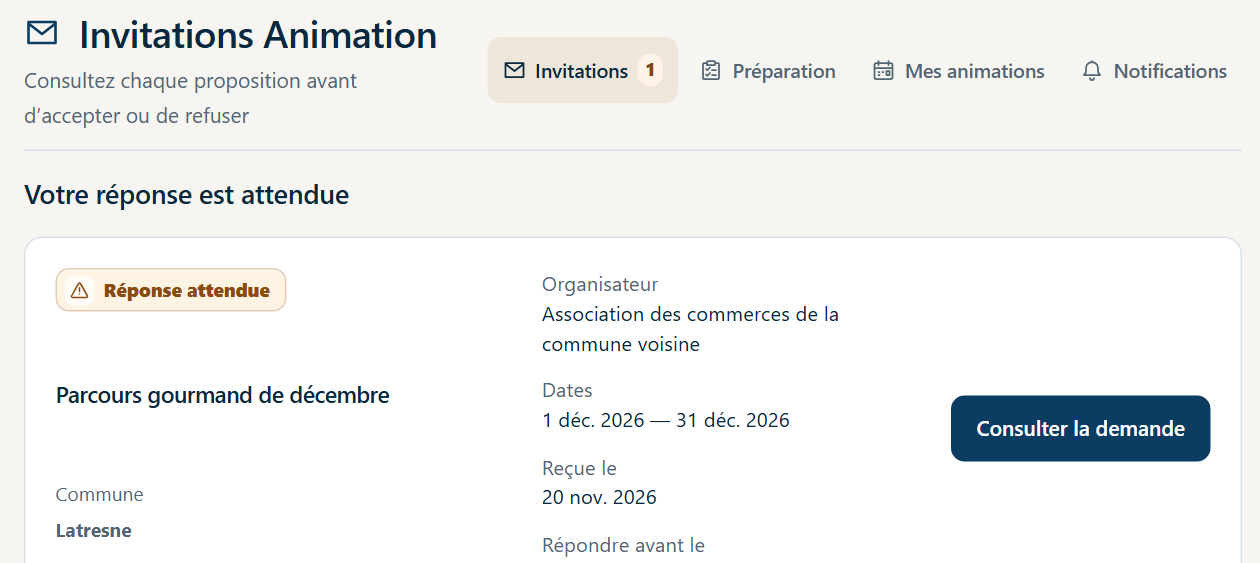 Invitations Animation
Consultez chaque proposition avant
d’accepter ou de refuser
Invitations 1
Préparation
Mes animations
Notifications
Votre réponse est attendue
Réponse attendue
Parcours gourmand de décembre
Commune
Latresne
Organisateur
Association des commerces de la
commune voisine
Dates
1 déc. 2026 — 31 déc. 2026
Reçue le
20 nov. 2026
Répondre avant le
Consulter la demande